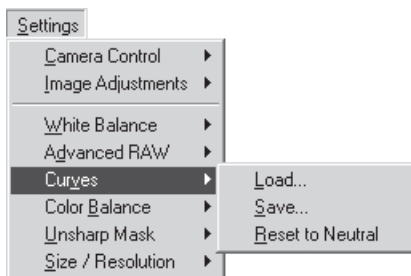 Settings
Camera Control
Image Adjustments
White Balance
Advanced RAW
Curves
Color Balance
Unsharp Mask
Size / Resolution
Load...
Save...
Reset to Neutral